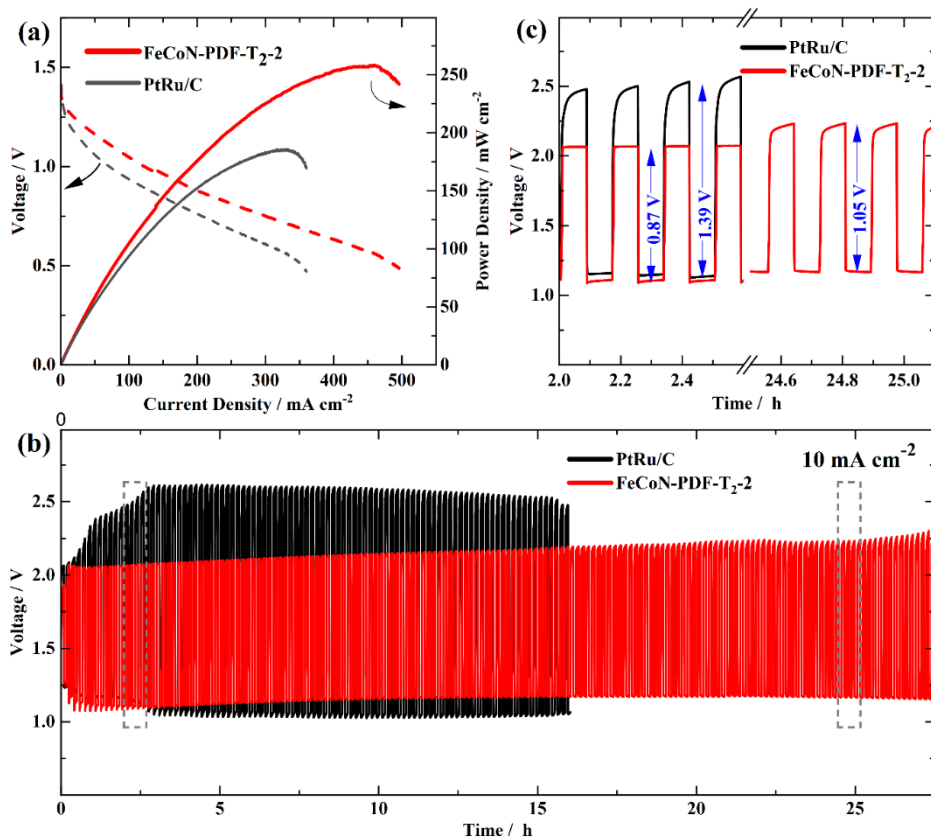 (a)
FeCoN-PDF-T₂-2
PtRu/C
1.5
1.0
0.5
0.0
Voltage / V
250
200
150
100
50
0
Power Density / mW cm⁻²
0
100
200
300
400
500
Current Density / mA cm⁻²
0
(c)
PtRu/C
FeCoN-PDF-T₂-2
2.5
2.0
1.5
1.0
Voltage / V
0.87 V
1.39 V
1.05 V
2.0
2.2
2.4
24.6
24.8
25.0
Time / h
(b)
PtRu/C
FeCoN-PDF-T₂-2
10 mA cm⁻²
2.5
2.0
1.5
1.0
Voltage / V
0
5
10
15
20
25
Time / h